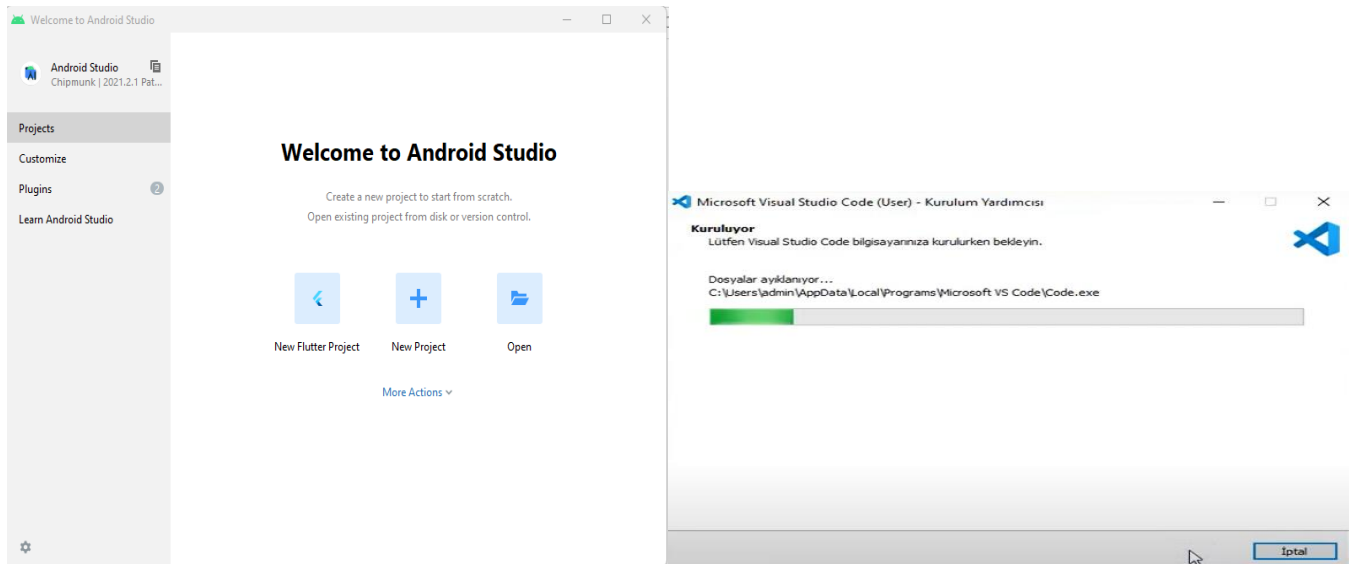 Welcome to Android Studio
Android Studio
Chipmunk | 2021.2.1 Pat...
Projects
Customize
Plugins
2
Learn Android Studio
Welcome to Android Studio
Create a new project to start from scratch.
Open existing project from disk or version control.
New Flutter Project
New Project
Open
More Actions
Microsoft Visual Studio Code (User) - Kurulum Yardımcısı
Kuruluyor
Lütfen Visual Studio Code bilgisayarınıza kurulurken bekleyin.
Dosyalar ayıklanıyor...
C:\Users\admin\AppData\Local\Programs\Microsoft VS Code\Code.exe
İptal